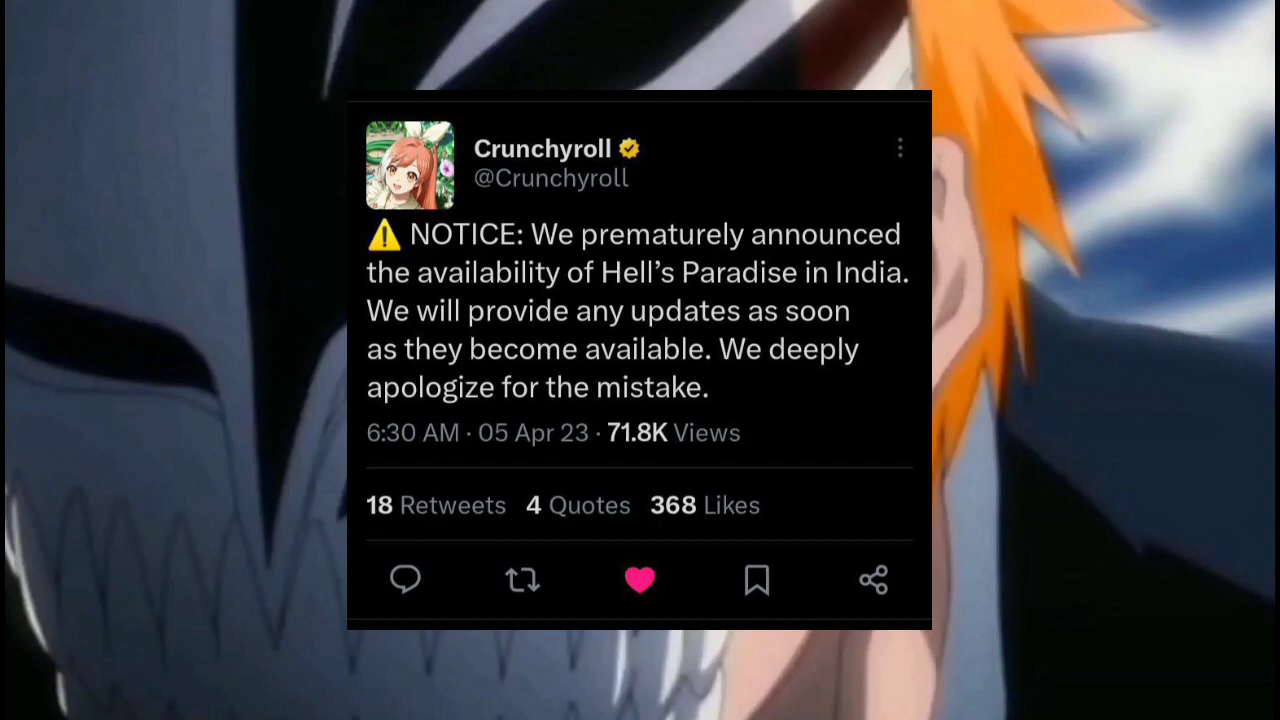 Crunchyroll
@Crunchyroll
⚠️ NOTICE: We prematurely announced
the availability of Hell’s Paradise in India.
We will provide any updates as soon
as they become available. We deeply
apologize for the mistake.
6:30 AM · 05 Apr 23 · 71.8K Views
18 Retweets 4 Quotes 368 Likes